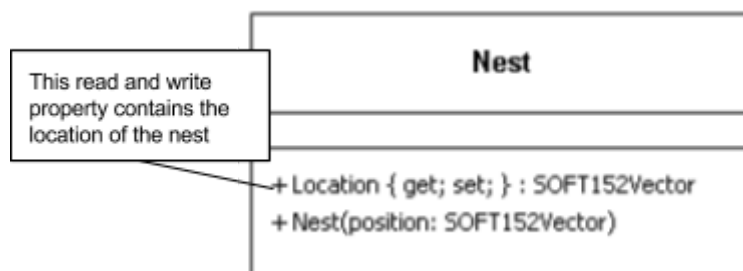 Nest
This read and write
property contains the
location of the nest
+ Location { get; set; } : SOFT152Vector
+ Nest(position: SOFT152Vector)